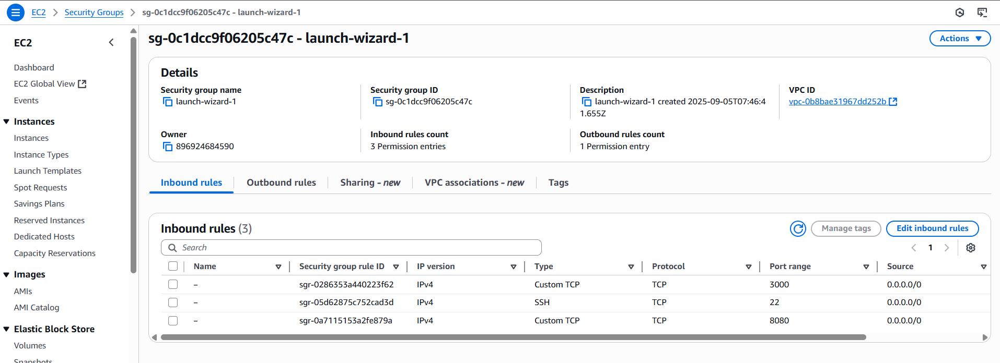 EC2 > Security Groups > sg-0c1dcc9f06205c47c - launch-wizard-1
EC2
Dashboard
EC2 Global View
Events
Instances
Instances
Instance Types
Launch Templates
Spot Requests
Savings Plans
Reserved Instances
Dedicated Hosts
Capacity Reservations
Images
AMIs
AMI Catalog
Elastic Block Store
Volumes
Snapshots
sg-0c1dcc9f06205c47c - launch-wizard-1
Actions
Details
Security group name
launch-wizard-1
Security group ID
sg-0c1dcc9f06205c47c
Description
launch-wizard-1 created 2025-09-05T07:46:4
1.655Z
VPC ID
vpc-0b8bae31967dd252b
Owner
896924684590
Inbound rules count
3 Permission entries
Outbound rules count
1 Permission entry
Inbound rules Outbound rules Sharing - new VPC associations - new Tags
Inbound rules (3)
Manage tags Edit inbound rules
Search
1
Name Security group rule ID IP version Type Protocol Port range Source
– sgr-0286353a440223f62 IPv4 Custom TCP TCP 3000 0.0.0.0/0
– sgr-05d62875c752cad3d IPv4 SSH TCP 22 0.0.0.0/0
– sgr-0a7115153a2fe879a IPv4 Custom TCP TCP 8080 0.0.0.0/0